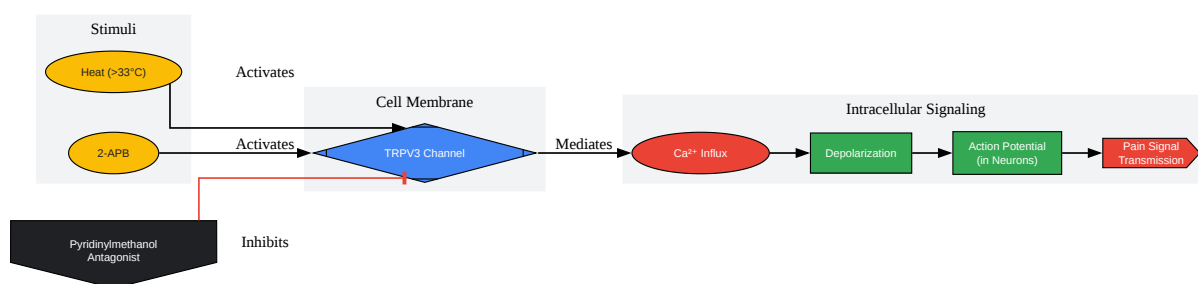 Stimuli
Heat (>33°C)
Activates
Cell Membrane
Intracellular Signaling
2-APB
Activates
TRPV3 Channel
Mediates
Ca²⁺ Influx
Depolarization
Action Potential
(in Neurons)
Pain Signal
Transmission
Pyridinylmethanol
Antagonist
Inhibits